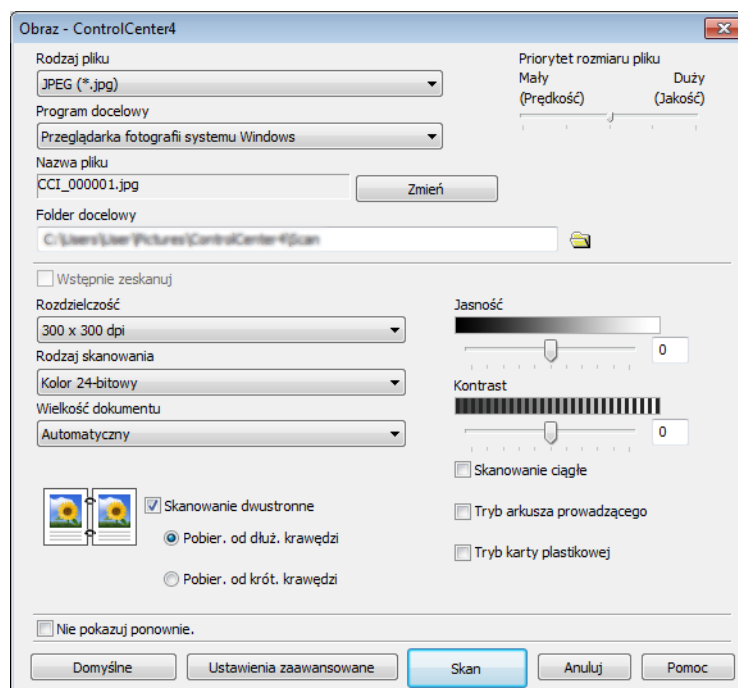 Obraz - ControlCenter4
Rodzaj pliku
JPEG (*.jpg)
Program docelowy
Przeglądarka fotografii systemu Windows
Nazwa pliku
CCI_000001.jpg
Zmień
Folder docelowy
Priorytet rozmiaru pliku
Mały Duży
(Prędkość) (Jakość)
Wstępnie zeskanuj
Rozdzielczość
300 x 300 dpi
Rodzaj skanowania
Kolor 24-bitowy
Wielkość dokumentu
Automatyczny
Jasność
0
Kontrast
0
Skanowanie dwustronne
Pobier. od dłuż. krawędzi
Pobier. od krót. krawędzi
Skanowanie ciągłe
Tryb arkusza prowadzącego
Tryb karty plastikowej
Nie pokazuj ponownie.
Domyślne Ustawienia zaawansowane Skan Anuluj Pomoc